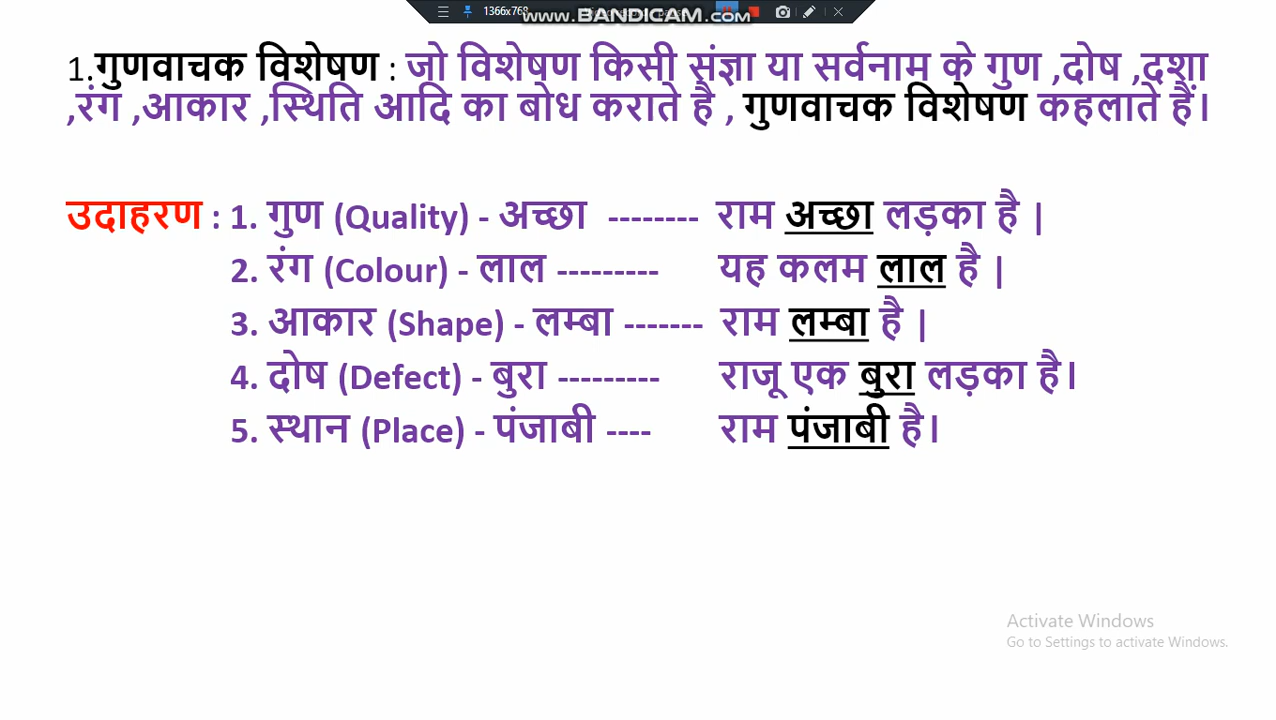 1366x768
www.BANDICAM.com
1.गुणवाचक विशेषण : जो विशेषण किसी संज्ञा या सर्वनाम के गुण ,दोष ,दशा
,रंग ,आकार ,स्थिति आदि का बोध कराते है , गुणवाचक विशेषण कहलाते हैं।
उदाहरण : 1. गुण (Quality) - अच्छा -------- राम अच्छा लड़का है |
2. रंग (Colour) - लाल --------- यह कलम लाल है |
3. आकार (Shape) - लम्बा ------- राम लम्बा है |
4. दोष (Defect) - बुरा --------- राजू एक बुरा लड़का है।
5. स्थान (Place) - पंजाबी ---- राम पंजाबी है।
Activate Windows
Go to Settings to activate Windows.